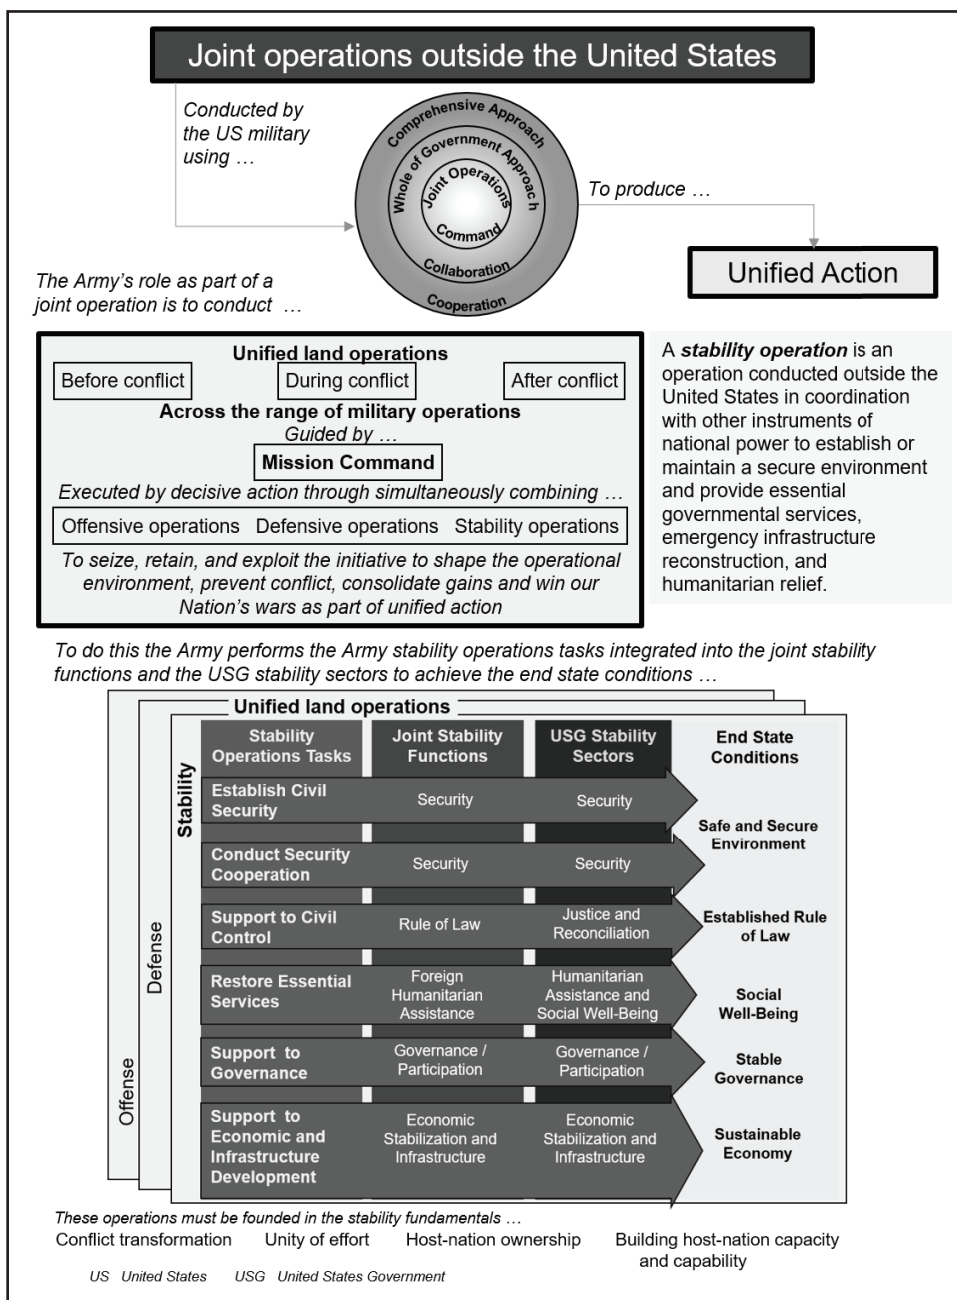 Joint operations outside the United States
Conducted by
the US military
using …
Comprehensive Approach
Whole of Government Approach
Joint Operations
Command
Collaboration
Cooperation
To produce …
Unified Action
The Army's role as part of a
joint operation is to conduct …
Unified land operations
Before conflict
During conflict
After conflict
Across the range of military operations
Guided by …
Mission Command
Executed by decisive action through simultaneously combining …
Offensive operations Defensive operations Stability operations
To seize, retain, and exploit the initiative to shape the operational
environment, prevent conflict, consolidate gains and win our
Nation's wars as part of unified action
A stability operation is an
operation conducted outside the
United States in coordination
with other instruments of
national power to establish or
maintain a secure environment
and provide essential
governmental services,
emergency infrastructure
reconstruction, and
humanitarian relief.
To do this the Army performs the Army stability operations tasks integrated into the joint stability
functions and the USG stability sectors to achieve the end state conditions …
Unified land operations
Offense
Defense
Stability
Stability
Operations Tasks
Joint Stability
Functions
USG Stability
Sectors
End State
Conditions
Establish Civil
Security
Security
Security
Safe and Secure
Environment
Conduct Security
Cooperation
Security
Security
Support to Civil
Control
Rule of Law
Justice and
Reconciliation
Established Rule
of Law
Restore Essential
Services
Foreign
Humanitarian
Assistance
Humanitarian
Assistance and
Social Well-Being
Social
Well-Being
Support to
Governance
Governance /
Participation
Governance /
Participation
Stable
Governance
Support to
Economic and
Infrastructure
Development
Economic
Stabilization and
Infrastructure
Economic
Stabilization and
Infrastructure
Sustainable
Economy
These operations must be founded in the stability fundamentals …
Conflict transformation
Unity of effort
Host-nation ownership
Building host-nation capacity
and capability
US United States USG United States Government